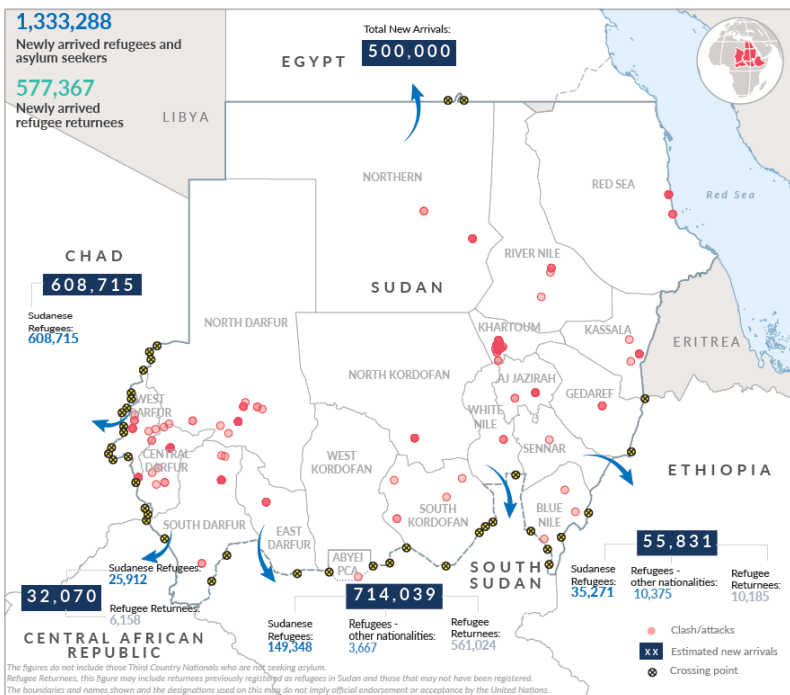 1,333,288
Newly arrived refugees and
asylum seekers
577,367
Newly arrived
refugee returnees
Total New Arrivals:
500,000
EGYPT
LIBYA
NORTHERN
RED SEA
Red Sea
CHAD
608,715
Sudanese
Refugees:
608,715
RIVER NILE
SUDAN
NORTH DARFUR
KHARTOUM
KASSALA
ERITREA
NORTH KORDOFAN
AJ JAZIRAH
GEDAREF
WEST
DARFUR
WHITE
NILE
CENTRAL
DARFUR
WEST
KORDOFAN
SENNAR
ETHIOPIA
SOUTH
KORDOFAN
BLUE
NILE
SOUTH DARFUR
EAST
DARFUR
ABYEI
PCA
SOUTH
SUDAN
55,831
Sudanese
Refugees:
35,271
Refugees -
other nationalities:
10,375
Refugee
Returnees:
10,185
Sudanese Refugees:
25,912
32,070
Refugee Returnees:
6,158
CENTRAL AFRICAN
REPUBLIC
714,039
Sudanese
Refugees:
149,348
Refugees -
other nationalities:
3,667
Refugee
Returnees:
561,024
Clash/attacks
xx Estimated new arrivals
Crossing point
The figures do not include those Third Country Nationals who are not seeking asylum.
Refugee Returnees, this figure may include returnees previously registered as refugees in Sudan and those that may not have been registered.
The boundaries and names shown and the designations used on this map do not imply official endorsement or acceptance by the United Nations.